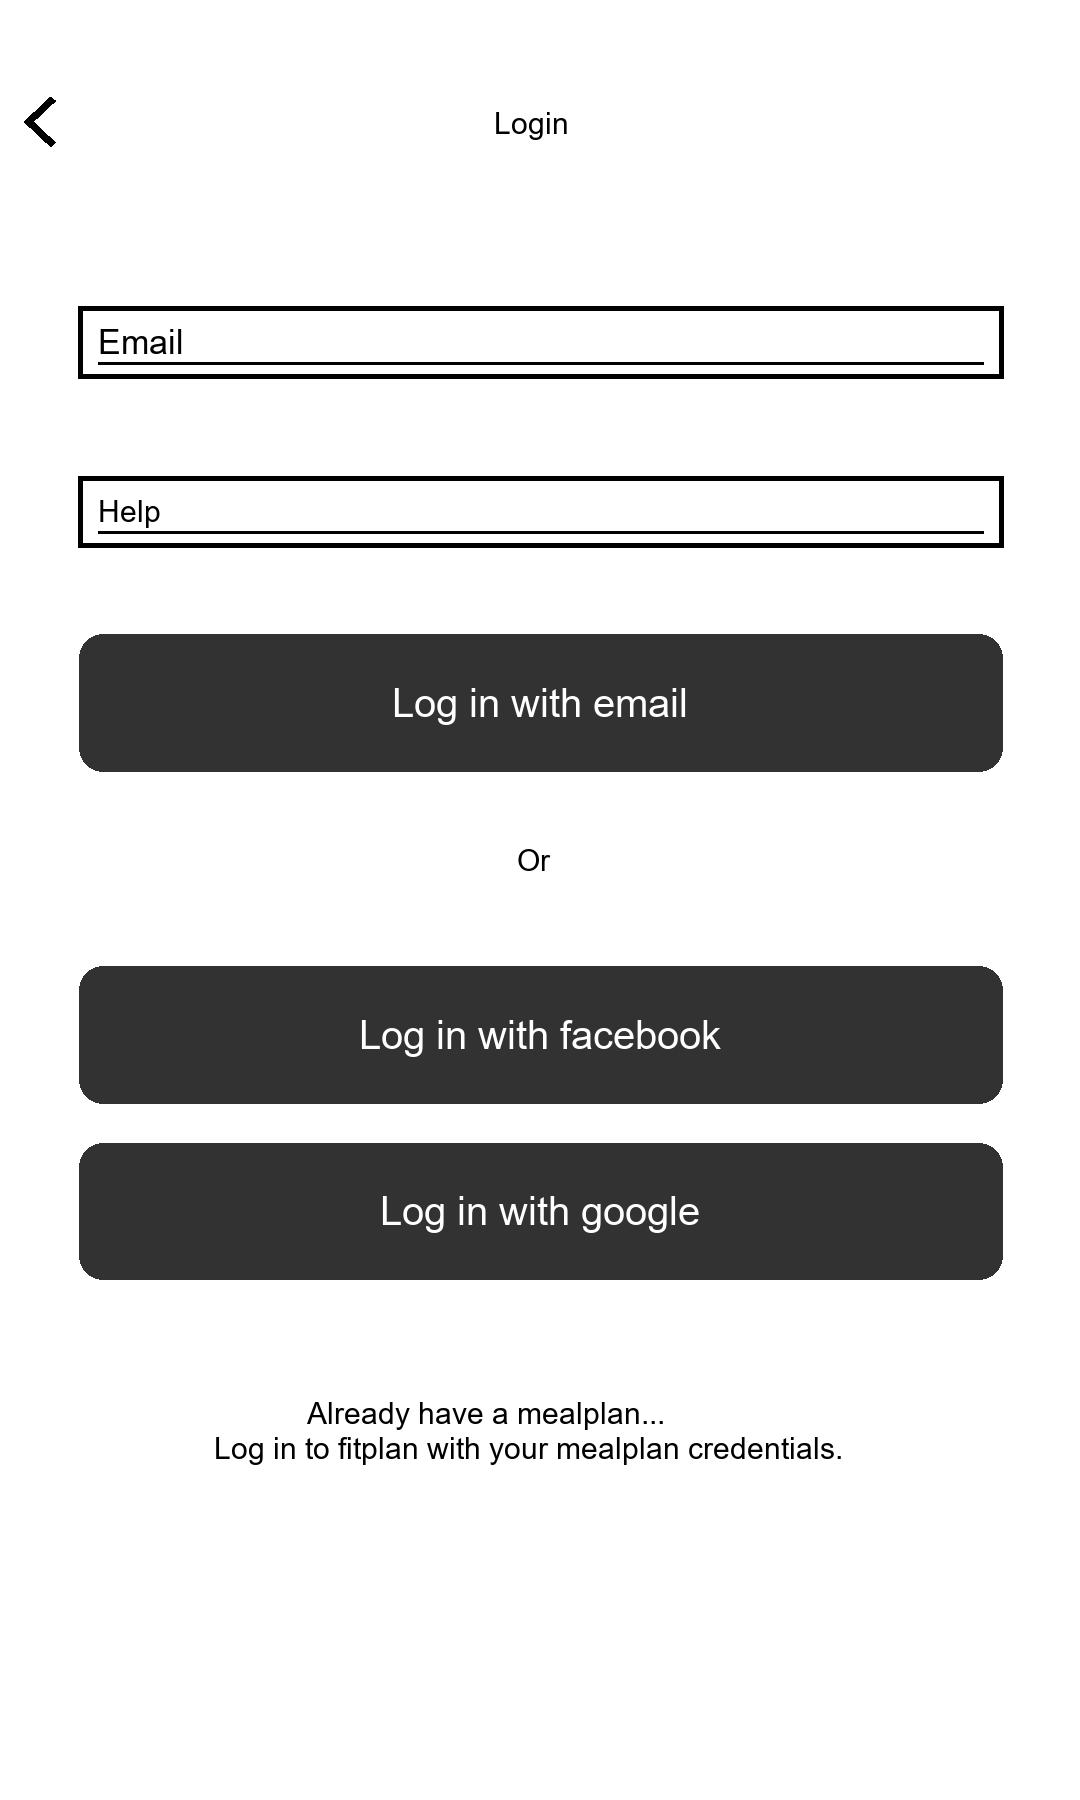 Login
Email
Help
Log in with email
Or
Log in with facebook
Log in with google
Already have a mealplan...
Log in to fitplan with your mealplan credentials.